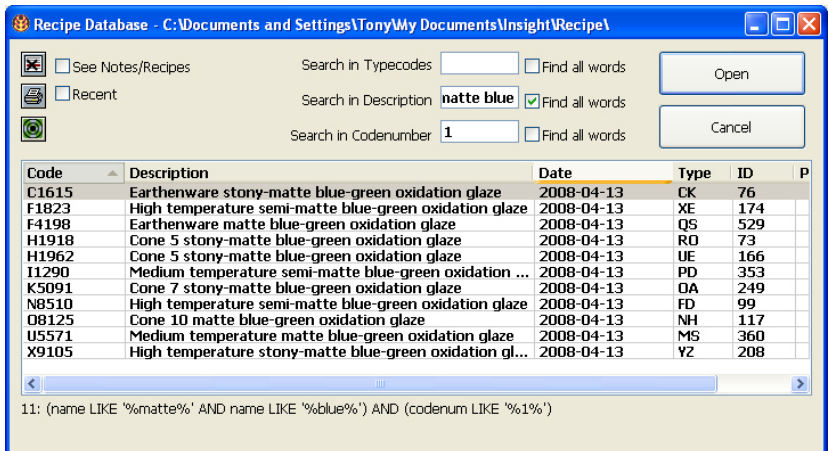 Recipe Database - C:\Documents and Settings\Tony\My Documents\Insight\Recipe\
See Notes/Recipes Search in Typecodes Find all words Open
Recent Search in Description natte blue Find all words
Search in Codenumber 1 Find all words Cancel
Code Description Date Type ID P
C1615 Earthenware stony-matte blue-green oxidation glaze 2008-04-13 CK 76
F1823 High temperature semi-matte blue-green oxidation glaze 2008-04-13 XE 174
F4198 Earthenware matte blue-green oxidation glaze 2008-04-13 QS 529
H1918 Cone 5 stony-matte blue-green oxidation glaze 2008-04-13 RO 73
H1962 Cone 5 stony-matte blue-green oxidation glaze 2008-04-13 UE 166
I1290 Medium temperature semi-matte blue-green oxidation ... 2008-04-13 PD 353
K5091 Cone 7 stony-matte blue-green oxidation glaze 2008-04-13 OA 249
N8510 High temperature semi-matte blue-green oxidation glaze 2008-04-13 FD 99
O8125 Cone 10 matte blue-green oxidation glaze 2008-04-13 NH 117
U5571 Medium temperature matte blue-green oxidation glaze 2008-04-13 MS 360
X9105 High temperature stony-matte blue-green oxidation gl... 2008-04-13 YZ 208
11: (name LIKE '%matte%' AND name LIKE '%blue%') AND (codenum LIKE '%1%')